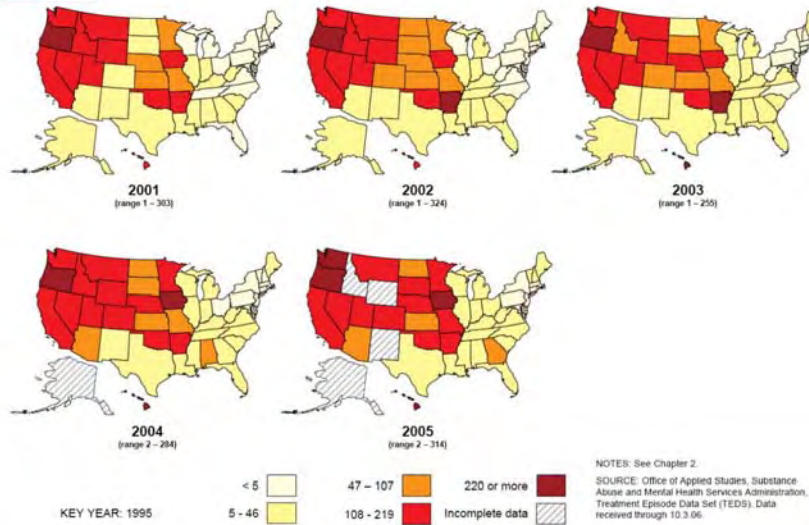 2001
(range 1 – 303)
2002
(range 1 – 324)
2003
(range 1 – 255)
2004
(range 2 – 284)
2005
(range 2 – 314)
KEY YEAR: 1995
< 5
5 - 46
47 – 107
108 - 219
220 or more
Incomplete data
NOTES: See Chapter 2.
SOURCE: Office of Applied Studies, Substance
Abuse and Mental Health Services Administration,
Treatment Episode Data Set (TEDS). Data
received through 10.3.06.